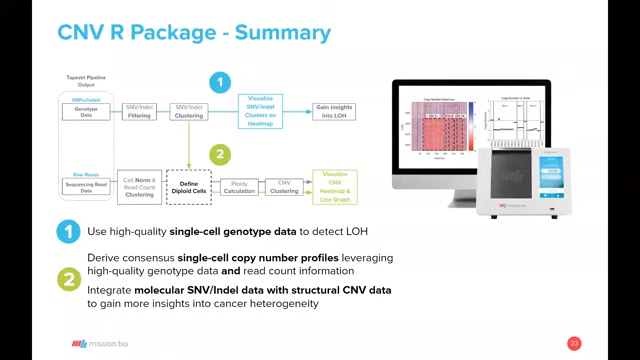 CNV R Package - Summary
Tapestri Pipeline
Output
SNPs/Indels
Genotype
Data
SNV/Indel
Filtering
SNV/Indel
Clustering
1
Visualize
SNV/Indel
Clusters on
Heatmap
Gain Insights
into LOH
2
Raw Reads
Sequencing Read
Data
Cell Norm &
Read Count
Clustering
Define
Diploid Cells
Ploidy
Calculation
CNV
Clustering
Visualize
CNV
Heatmap &
Line Graph
1
Use high-quality single-cell genotype data to detect LOH
2
Derive consensus single-cell copy number profiles leveraging
high-quality genotype data and read count information
Integrate molecular SNV/Indel data with structural CNV data
to gain more insights into cancer heterogeneity
mission bio
23